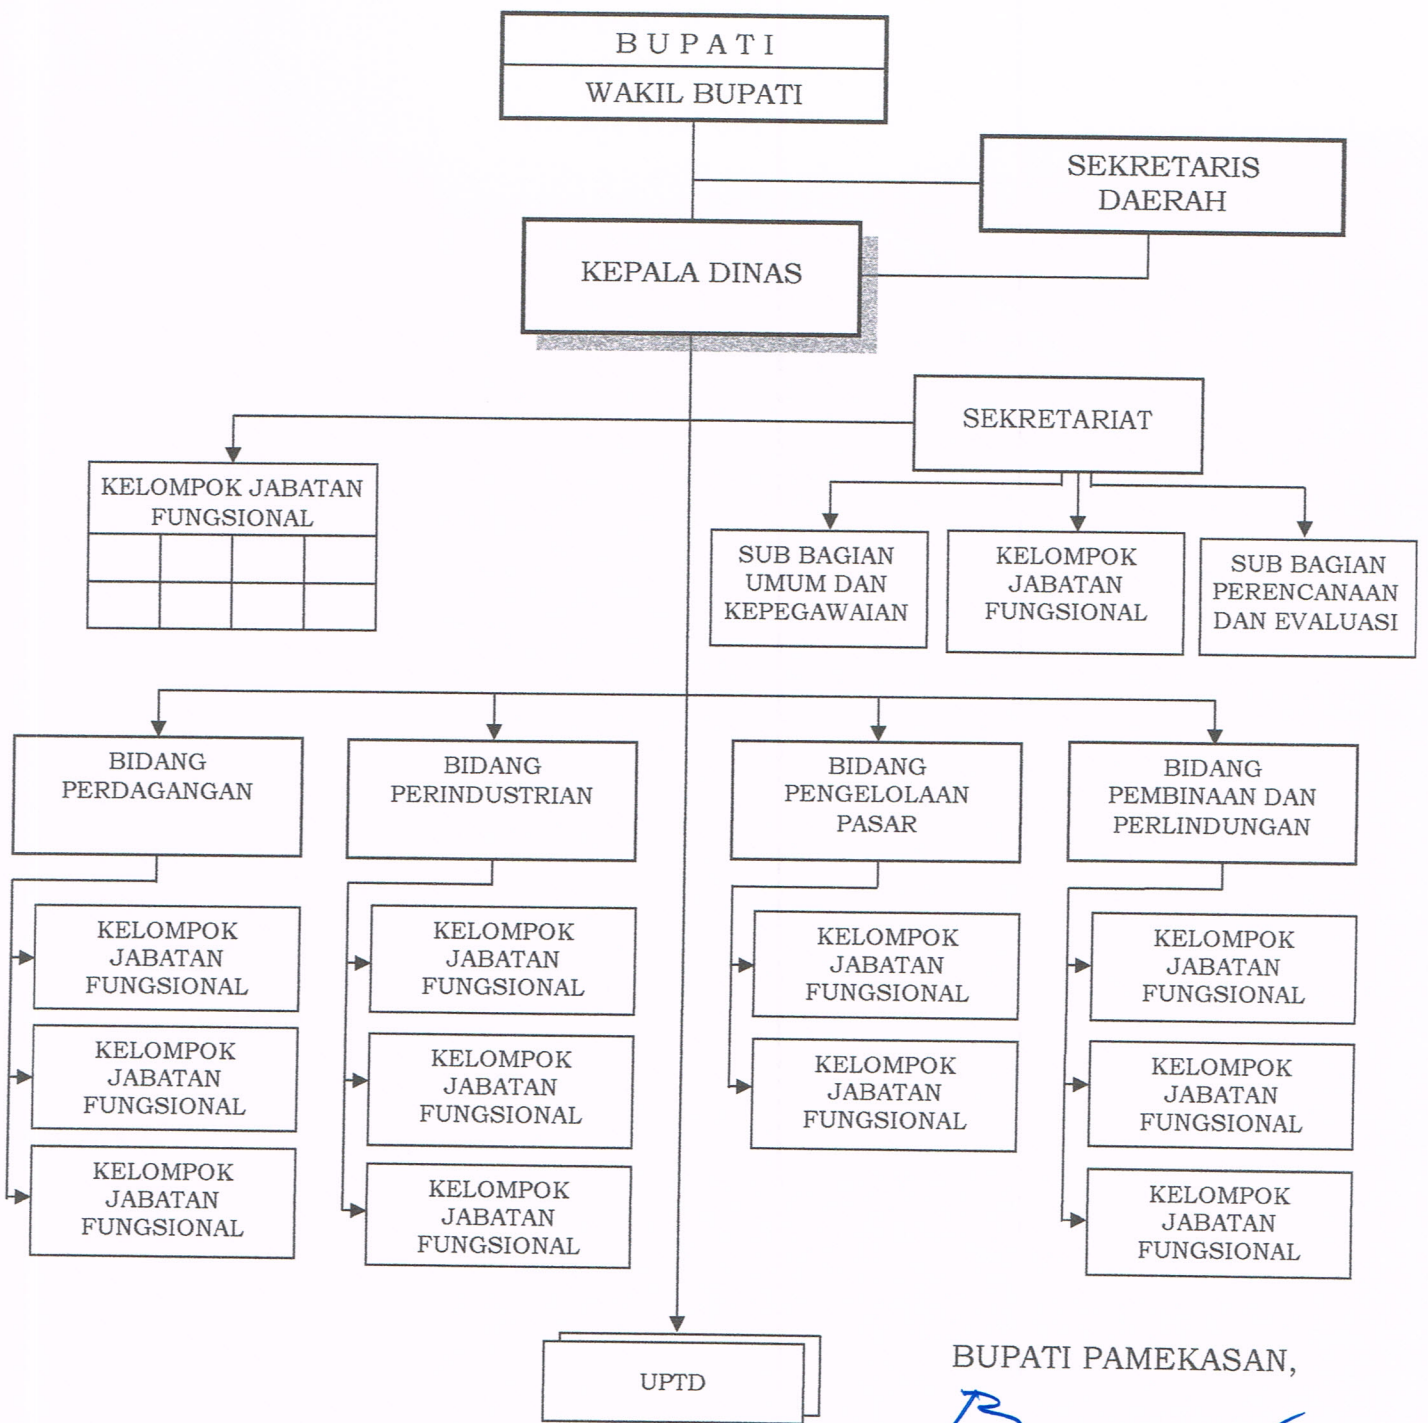 B U P A T I
WAKIL BUPATI
SEKRETARIS
DAERAH
KEPALA DINAS
SEKRETARIAT
KELOMPOK JABATAN
FUNGSIONAL
SUB BAGIAN
UMUM DAN
KEPEGAWAIAN
KELOMPOK
JABATAN
FUNGSIONAL
SUB BAGIAN
PERENCANAAN
DAN EVALUASI
BIDANG
PERDAGANGAN
BIDANG
PERINDUSTRIAN
BIDANG
PENGELOLAAN
PASAR
BIDANG
PEMBINAAN DAN
PERLINDUNGAN
KELOMPOK
JABATAN
FUNGSIONAL
KELOMPOK
JABATAN
FUNGSIONAL
KELOMPOK
JABATAN
FUNGSIONAL
KELOMPOK
JABATAN
FUNGSIONAL
KELOMPOK
JABATAN
FUNGSIONAL
KELOMPOK
JABATAN
FUNGSIONAL
KELOMPOK
JABATAN
FUNGSIONAL
KELOMPOK
JABATAN
FUNGSIONAL
KELOMPOK
JABATAN
FUNGSIONAL
KELOMPOK
JABATAN
FUNGSIONAL
KELOMPOK
JABATAN
FUNGSIONAL
UPTD
BUPATI PAMEKASAN,